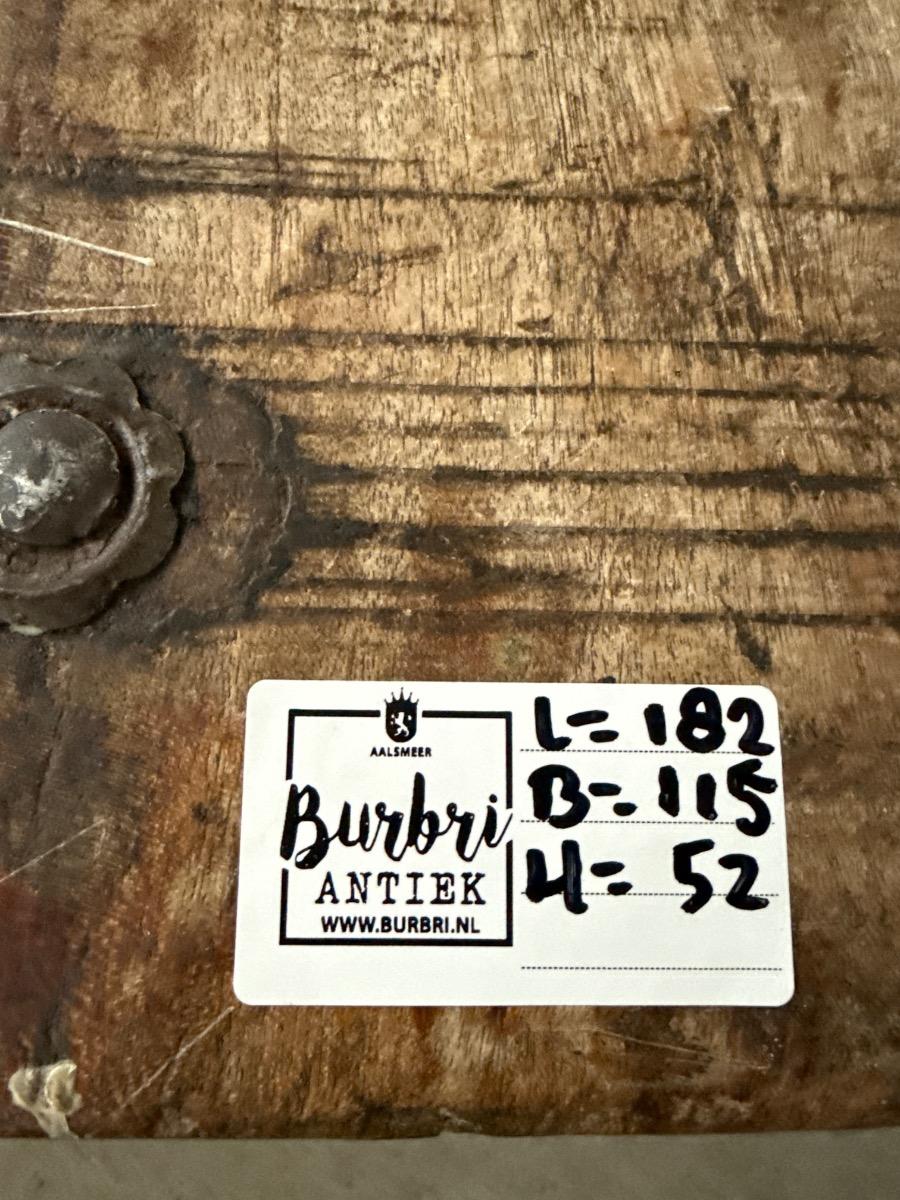 AALSMEER
Burbri
ANTIEK
WWW.BURBRI.NL
L= 182
B= 115
H= 52